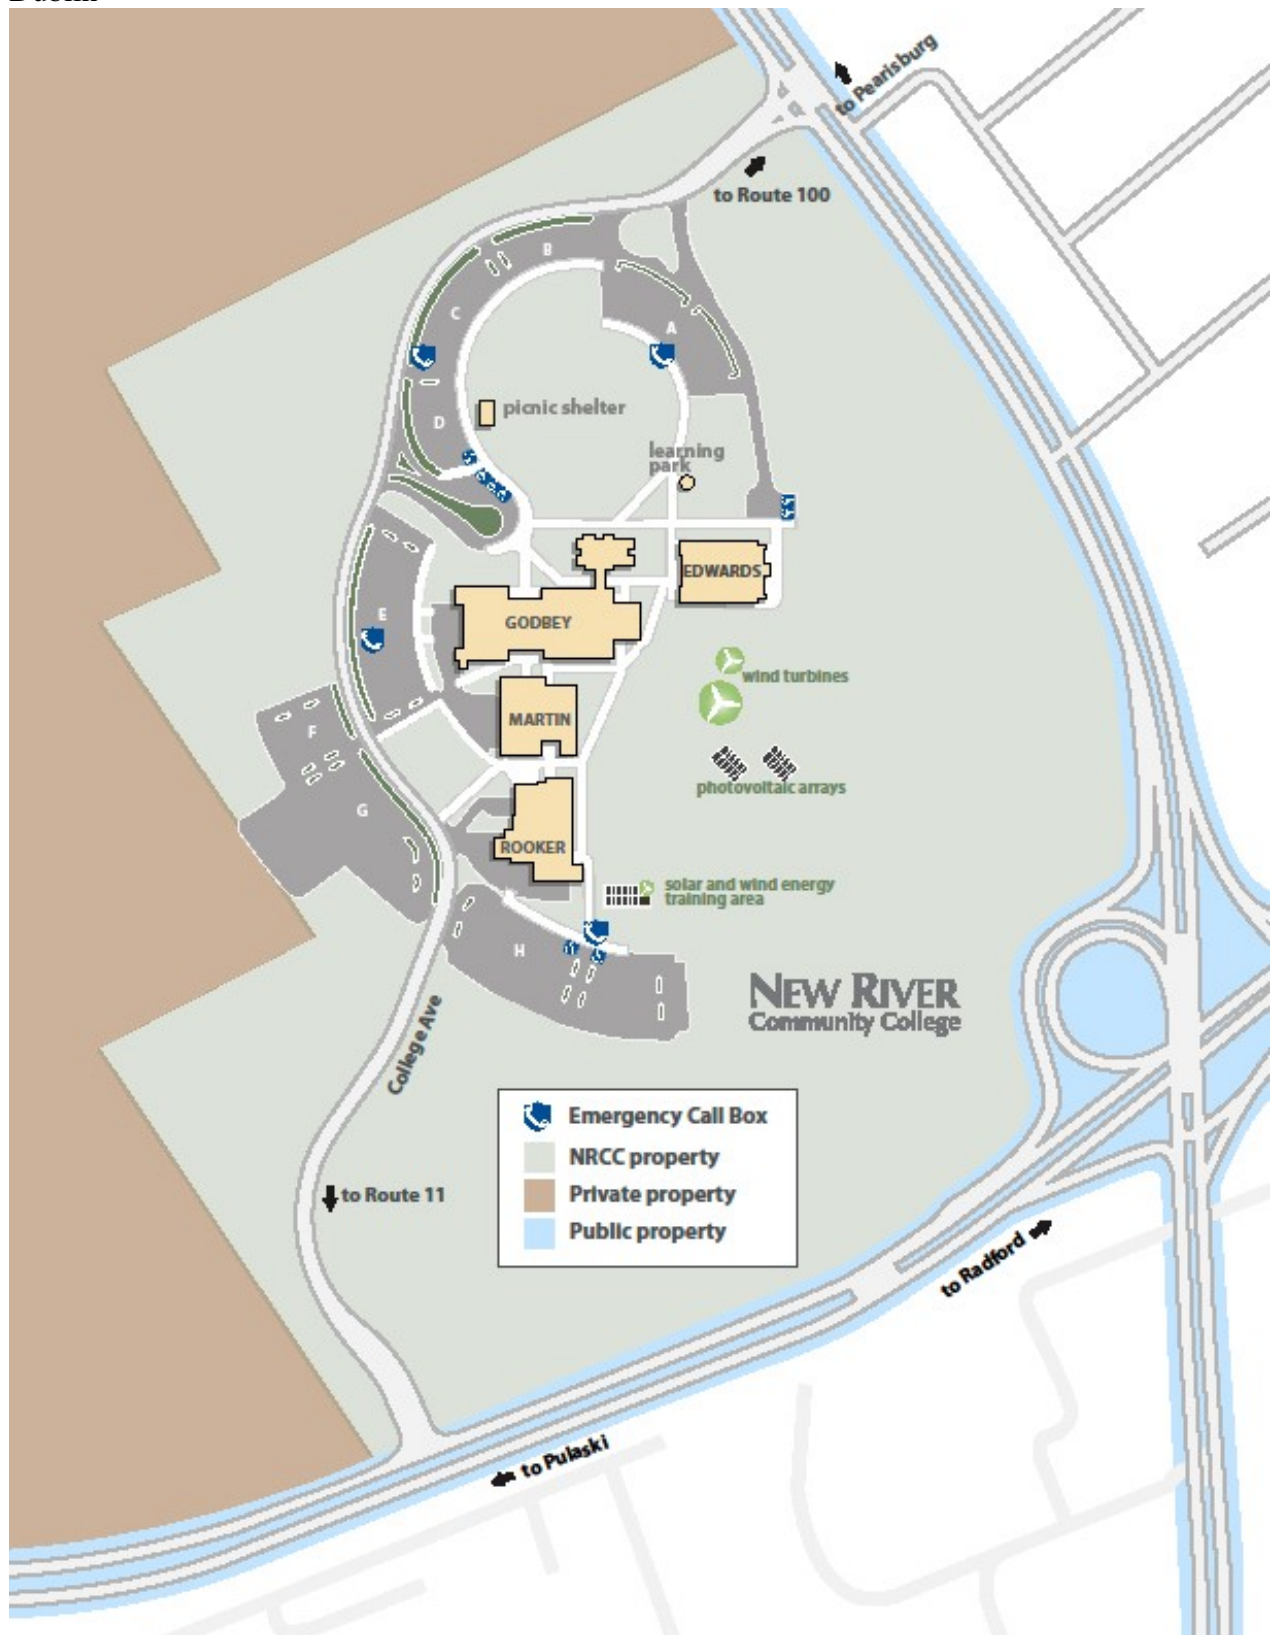 to Pearisburg
to Route 100
B
C
A
D
picnic shelter
learning
park
EDWARDS
E
GODBEY
wind turbines
F
MARTIN
photovoltaic arrays
G
ROOKER
solar and wind energy
training area
H
NEW RIVER
Community College
College Ave
Emergency Call Box
NRCC property
Private property
Public property
to Route 11
to Radford
to Pulaski